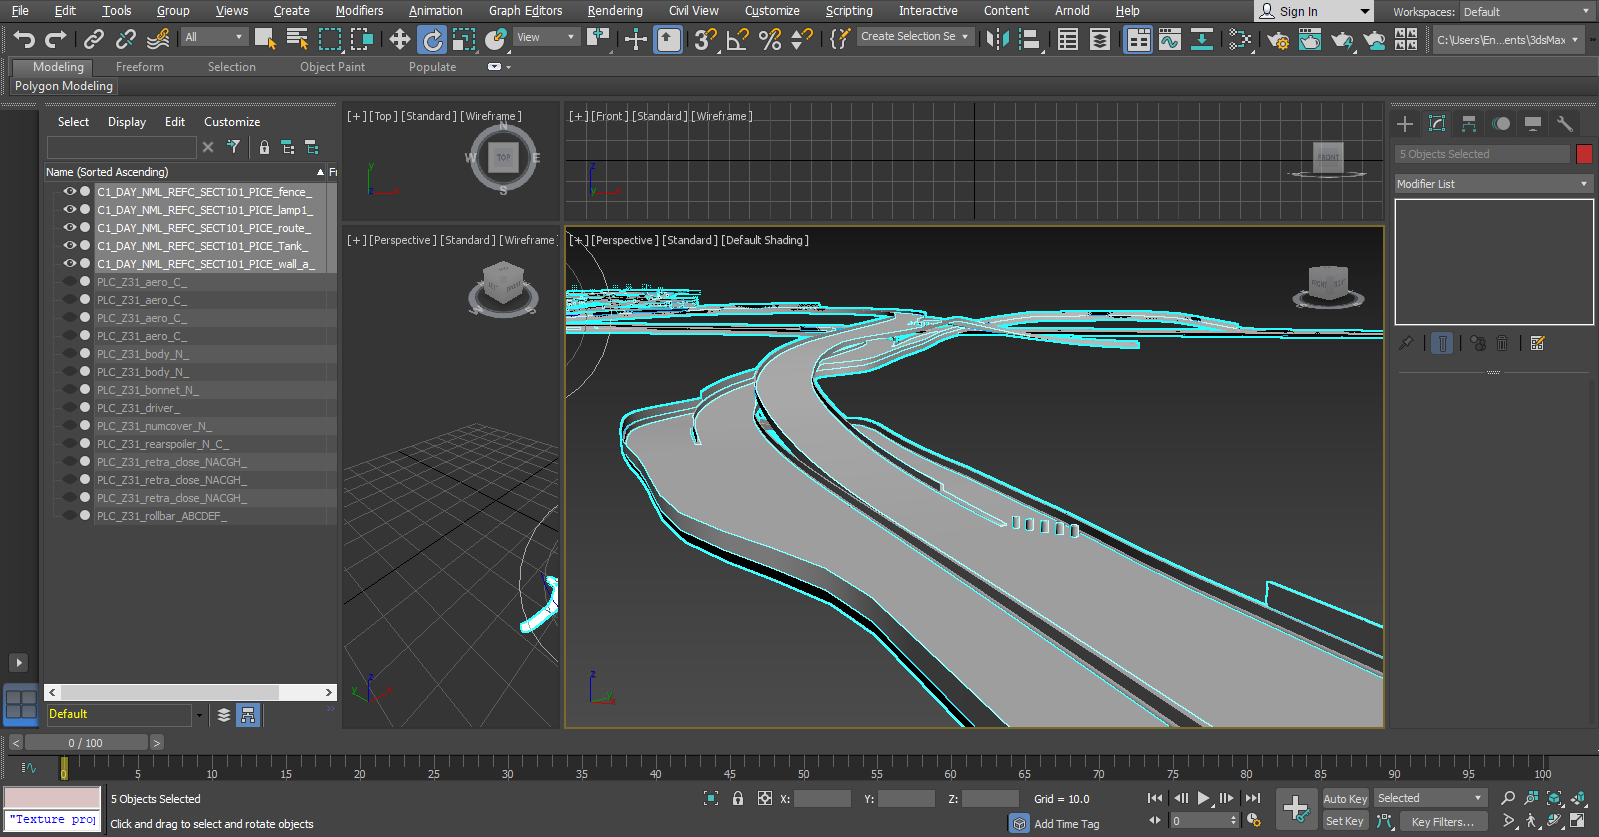 File Edit Tools Group Views Create Modifiers Animation Graph Editors Rendering Civil View Customize Scripting Interactive Content Arnold Help Sign In Workspaces: Default
All View Create Selection Se C:\Users\En...ents\3dsMax
Modeling Freeform Selection Object Paint Populate
Polygon Modeling
Select Display Edit Customize
Name (Sorted Ascending) Fr
C1_DAY_NML_REFC_SECT101_PICE_fence_
C1_DAY_NML_REFC_SECT101_PICE_lamp1_
C1_DAY_NML_REFC_SECT101_PICE_route_
C1_DAY_NML_REFC_SECT101_PICE_Tank_
C1_DAY_NML_REFC_SECT101_PICE_wall_a_
PLC_Z31_aero_C_
PLC_Z31_aero_C_
PLC_Z31_aero_C_
PLC_Z31_aero_C_
PLC_Z31_body_N_
PLC_Z31_body_N_
PLC_Z31_bonnet_N_
PLC_Z31_driver_
PLC_Z31_numcover_N_
PLC_Z31_rearspoiler_N_C_
PLC_Z31_retra_close_NACGH_
PLC_Z31_retra_close_NACGH_
PLC_Z31_retra_close_NACGH_
PLC_Z31_rollbar_ABCDEF_
Default
[+] [Top] [Standard] [Wireframe]
N
W TOP E
S
y
z x
[+] [Front] [Standard] [Wireframe]
FRONT
z
y x
[+] [Perspective] [Standard] [Wireframe
z
y x
[+] [Perspective] [Standard] [Default Shading]
FRONT
z
y
x
5 Objects Selected
Modifier List
< 0 / 100 >
0 5 10 15 20 25 30 35 40 45 50 55 60 65 70 75 80 85 90 95 100
"Texture prop
5 Objects Selected
Click and drag to select and rotate objects
X: Y: Z: Grid = 10.0
Add Time Tag
0
Auto Key Selected
Set Key Key Filters...